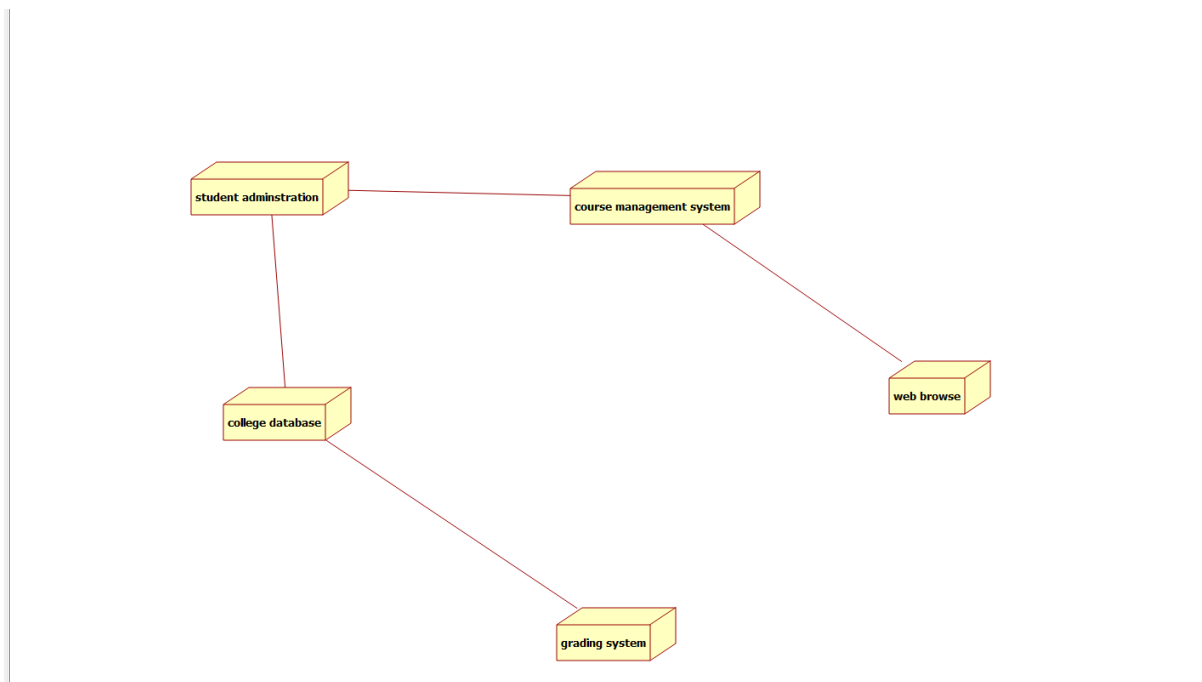 student adminstration
course management system
web browse
college database
grading system